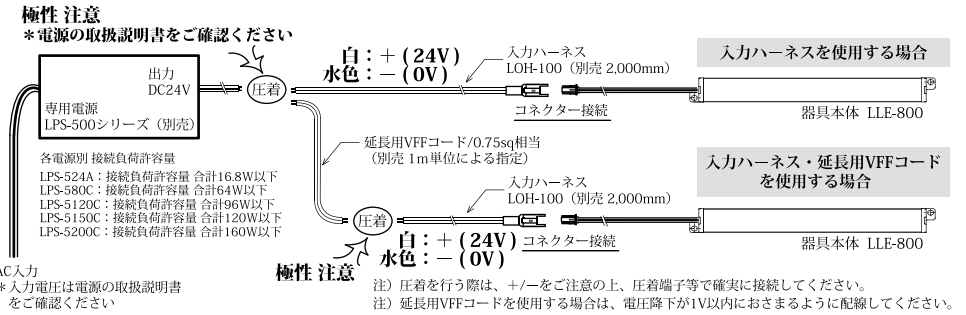 極性 注意
＊電源の取扱説明書をご確認ください
出力
DC24V
専用電源
LPS-500シリーズ（別売）
圧着
白：＋（24V）
水色：－（0V）
入力ハーネス
LOH-100（別売 2,000mm）
コネクター接続
入力ハーネスを使用する場合
器具本体 LLE-800
各電源別 接続負荷許容量
LPS-524A：接続負荷許容量 合計16.8W以下
LPS-580C：接続負荷許容量 合計64W以下
LPS-5120C：接続負荷許容量 合計96W以下
LPS-5150C：接続負荷許容量 合計120W以下
LPS-5200C：接続負荷許容量 合計160W以下
延長用VFFコード/0.75sq相当
（別売 1m単位による指定）
入力ハーネス・延長用VFFコード
を使用する場合
入力ハーネス
LOH-100（別売 2,000mm）
圧着
白：＋（24V）
水色：－（0V）
コネクター接続
器具本体 LLE-800
極性 注意
AC入力
＊入力電圧は電源の取扱説明書
をご確認ください
注）圧着を行う際は、＋/－をご注意の上、圧着端子等で確実に接続してください。
注）延長用VFFコードを使用する場合は、電圧降下が1V以内におさまるように配線してください。